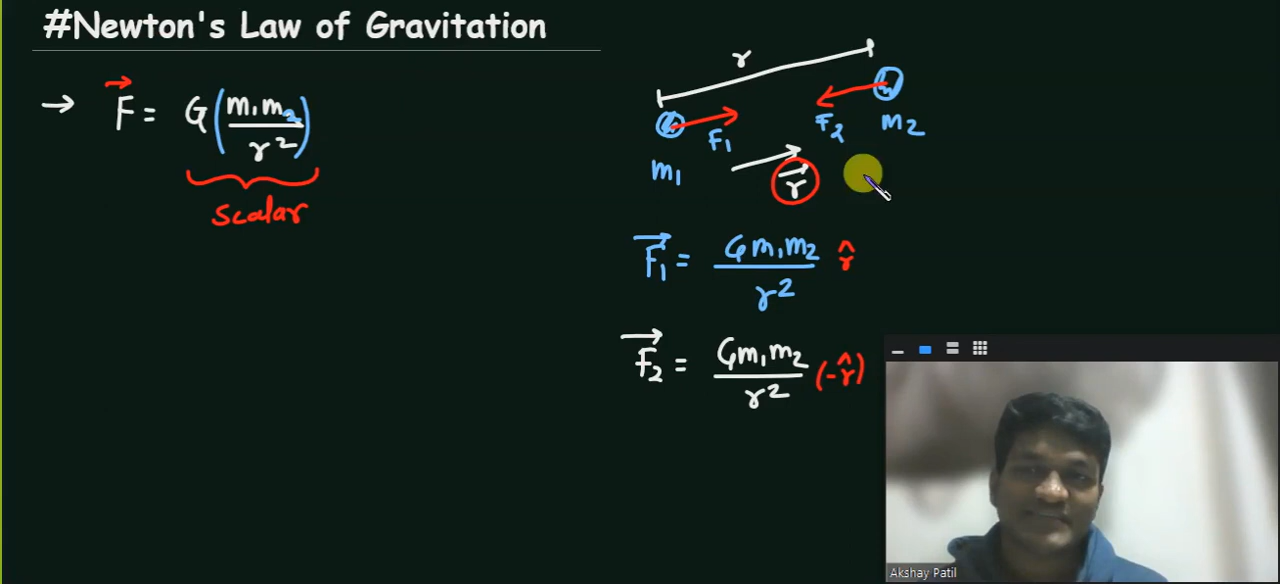 #Newton's Law of Gravitation
→ F⃗ = G(m₁m₂/r²)
scalar
r
F₁
F₂
m₁
m₂
r⃗
F₁⃗ = Gm₁m₂/r² r̂
F₂⃗ = Gm₁m₂/r² (-r̂)
Akshay Patil